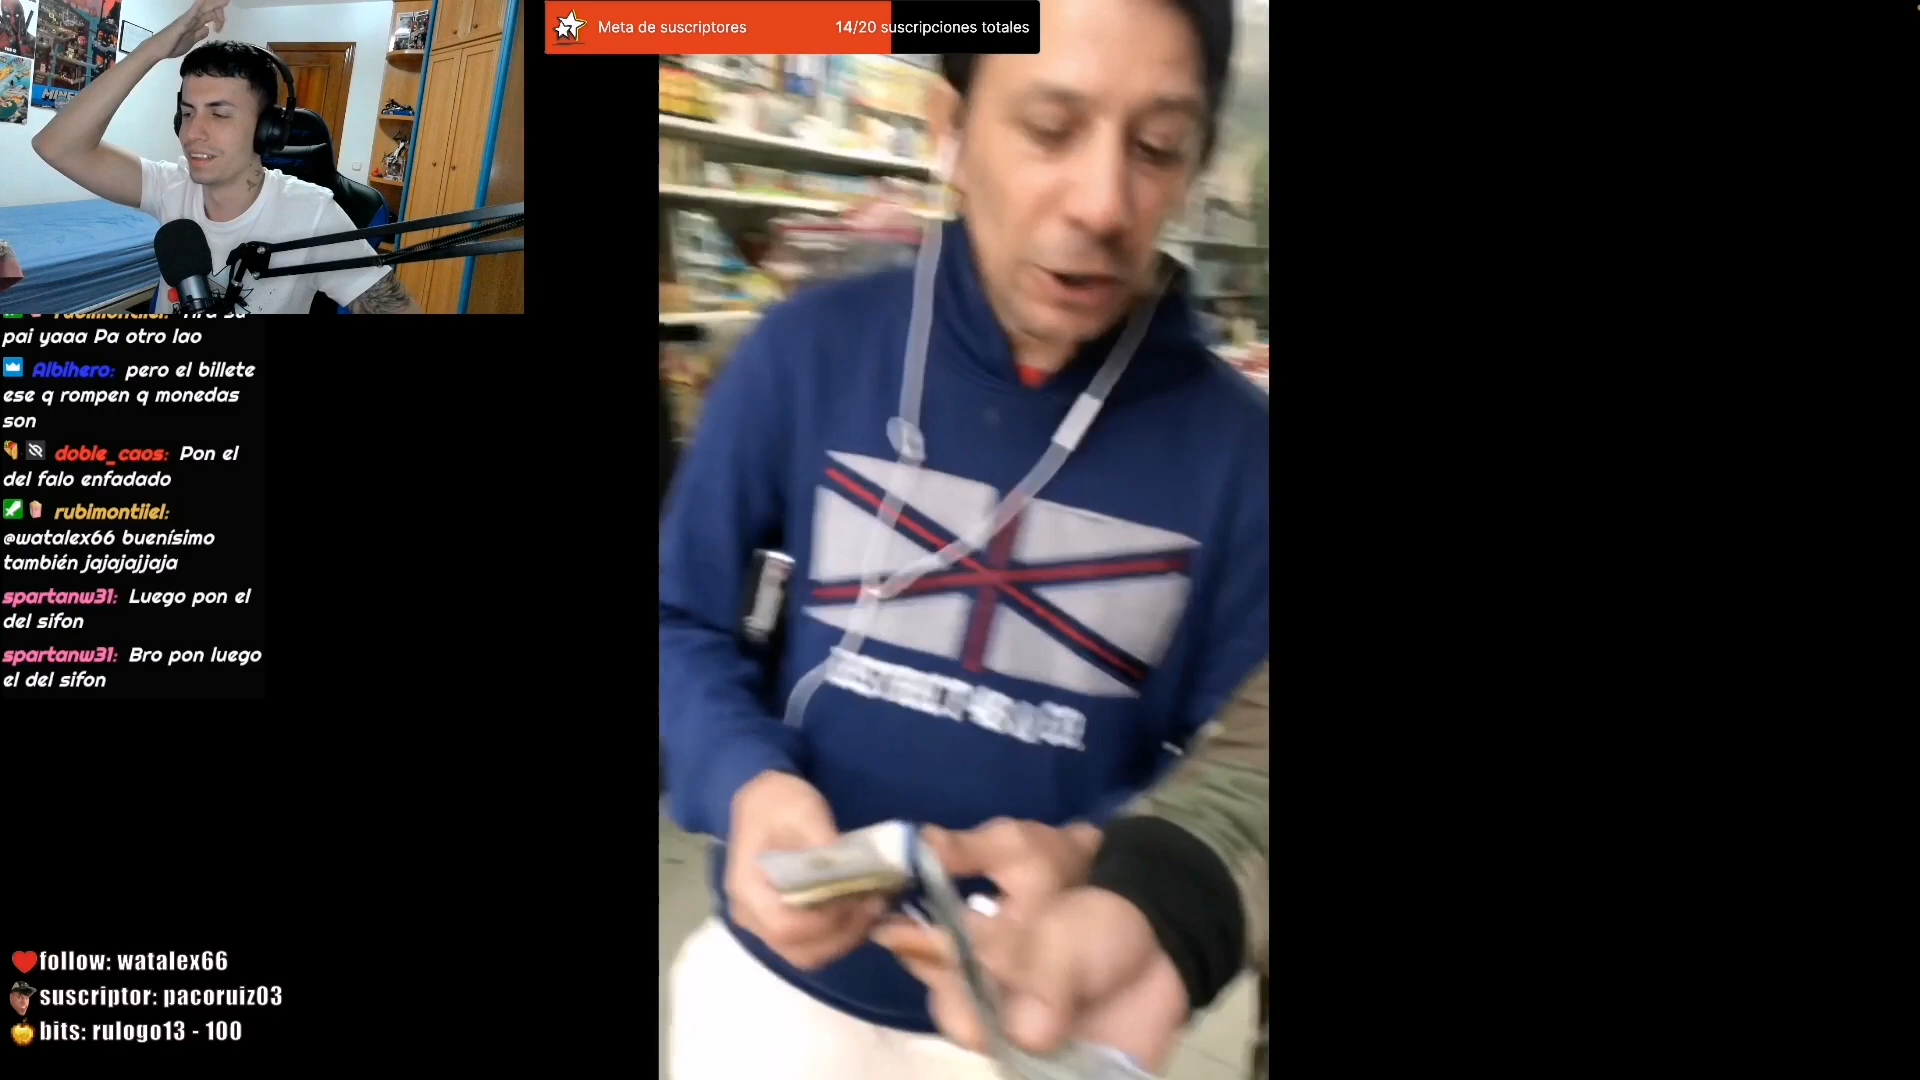 Meta de suscriptores 14/20 suscripciones totales
pai yaaa Pa otro lao
Albihero: pero el billete
ese q rompen q monedas
son
doble_caos: Pon el
del falo enfadado
rubimontiiel:
@watalex66 buenísimo
también jajajajjaja
spartanw31: Luego pon el
del sifon
spartanw31: Bro pon luego
el del sifon
follow: watalex66
suscriptor: pacoruiz03
bits: rulogo13 - 100